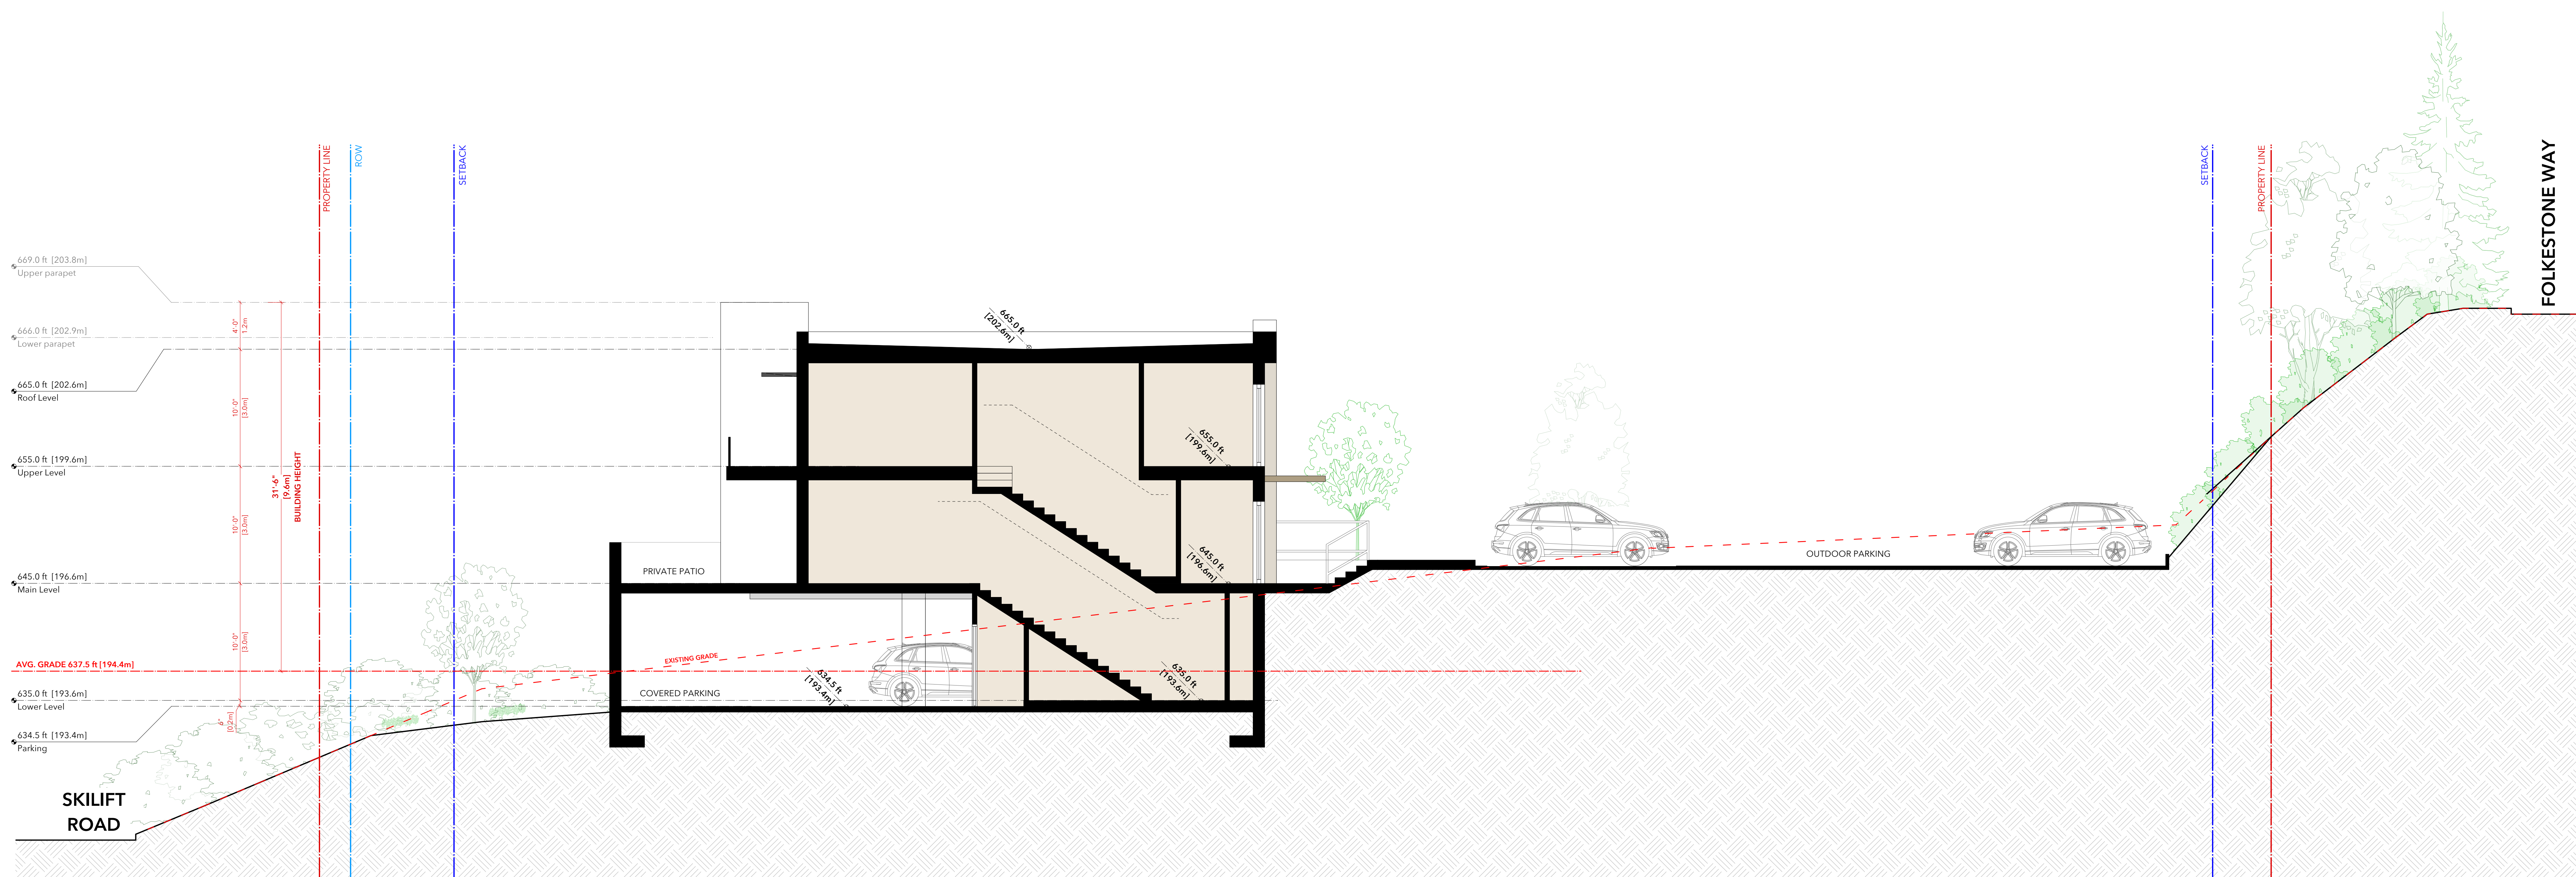 669.0 ft [203.8m]
Upper parapet
666.0 ft [202.9m]
Lower parapet
665.0 ft [202.6m]
Roof Level
655.0 ft [199.6m]
Upper Level
645.0 ft [196.6m]
Main Level
AVG. GRADE 637.5 ft [194.4m]
635.0 ft [193.6m]
Lower Level
634.5 ft [193.4m]
Parking
SKILIFT
ROAD
4'-0"
1.2m
10'-0"
[3.0m]
10'-0"
[3.0m]
10'-0"
[3.0m]
6"
[0.2m]
31'-6"
[9.6m]
BUILDING HEIGHT
PROPERTY LINE
ROW
SETBACK
665.0 ft
[202.6m]
655.0 ft
[199.6m]
645.0 ft
[196.6m]
PRIVATE PATIO
EXISTING GRADE
COVERED PARKING
634.5 ft
[193.4m]
635.0 ft
[193.6m]
OUTDOOR PARKING
SETBACK
PROPERTY LINE
FOLKESTONE WAY